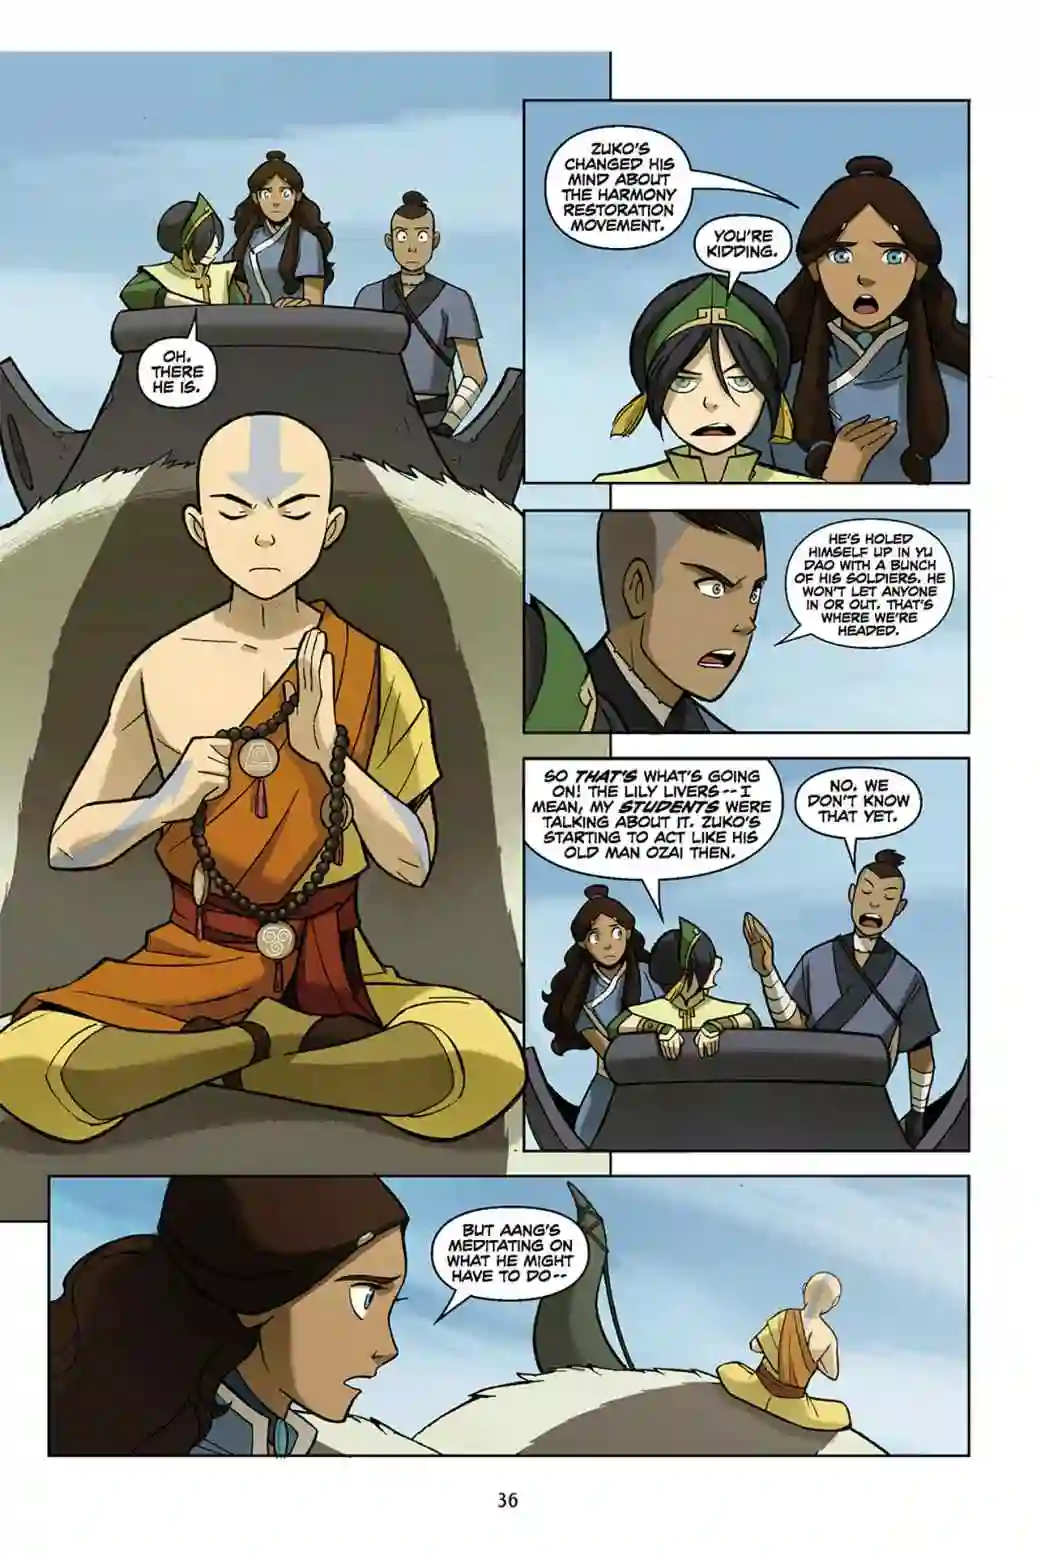 OH.
THERE
HE IS.
ZUKO'S
CHANGED HIS
MIND ABOUT
THE HARMONY
RESTORATION
MOVEMENT.
YOU'RE
KIDDING.
HE'S HOLED
HIMSELF UP IN YU
DAO WITH A BUNCH
OF HIS SOLDIERS. HE
WON'T LET ANYONE
IN OR OUT. THAT'S
WHERE WE'RE
HEADED.
SO THAT'S WHAT'S GOING
ON! THE LILY LIVERS -- I
MEAN, MY STUDENTS WERE
TALKING ABOUT IT. ZUKO'S
STARTING TO ACT LIKE HIS
OLD MAN OZAI THEN.
NO, WE
DON'T KNOW
THAT YET.
BUT AANG'S
MEDITATING ON
WHAT HE MIGHT
HAVE TO DO--
36